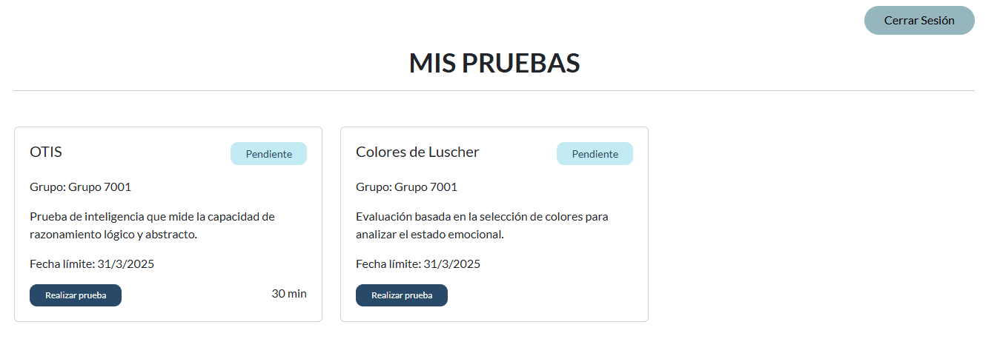 Cerrar Sesión
MIS PRUEBAS
OTIS
Pendiente
Grupo: Grupo 7001
Prueba de inteligencia que mide la capacidad de
razonamiento lógico y abstracto.
Fecha límite: 31/3/2025
Realizar prueba
30 min
Colores de Luscher
Pendiente
Grupo: Grupo 7001
Evaluación basada en la selección de colores para
analizar el estado emocional.
Fecha límite: 31/3/2025
Realizar prueba